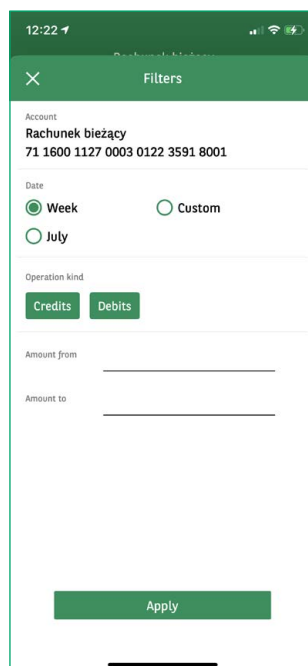 12:22
Filters
Account
Rachunek bieżący
71 1600 1127 0003 0122 3591 8001
Date
Week
Custom
July
Operation kind
Credits
Debits
Amount from
Amount to
Apply